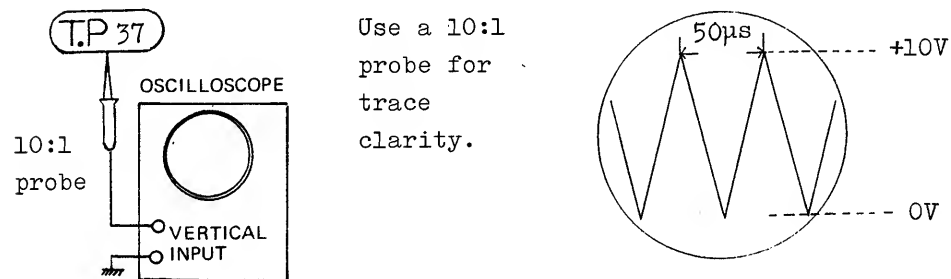 T.P 37
OSCILLOSCOPE
10:1
probe
VERTICAL
INPUT
Use a 10:1
probe for
trace
clarity.
50µs
+10V
0V